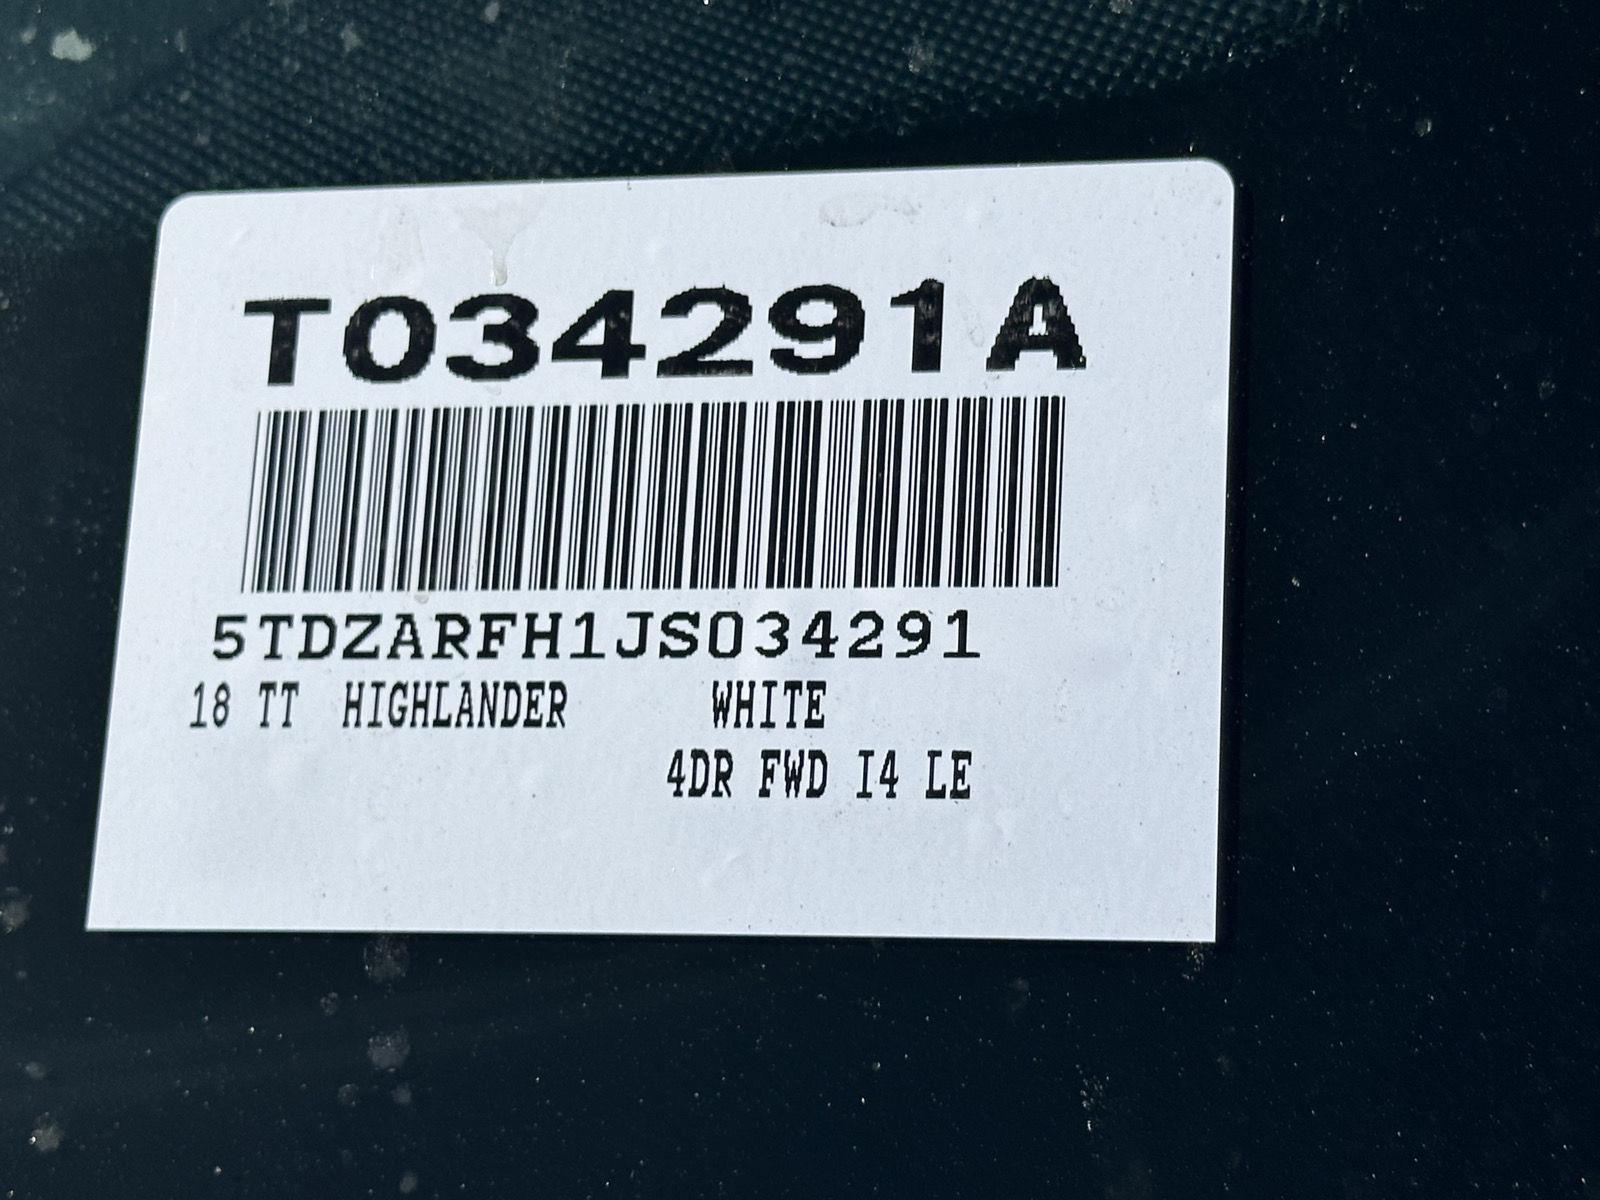 T034291A
5TDZARFH1JS034291
18 TT HIGHLANDER WHITE
4DR FWD I4 LE